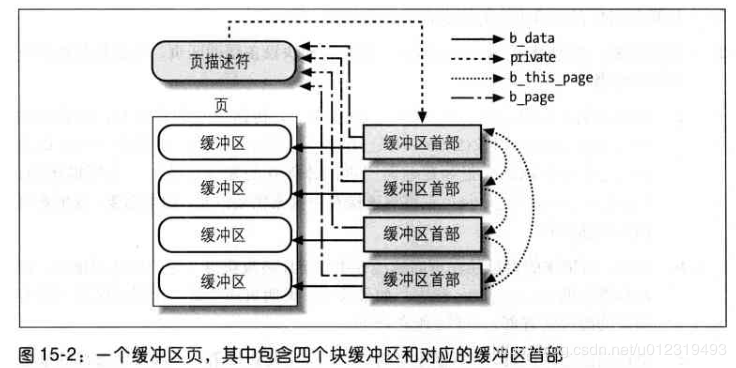 b_data
private
b_this_page
b_page
页描述符
页
缓冲区
缓冲区首部
缓冲区
缓冲区首部
缓冲区
缓冲区首部
缓冲区
缓冲区首部
图 15-2：一个缓冲区页，其中包含四个块缓冲区和对应的缓冲区首部
csdn.net/u012319493